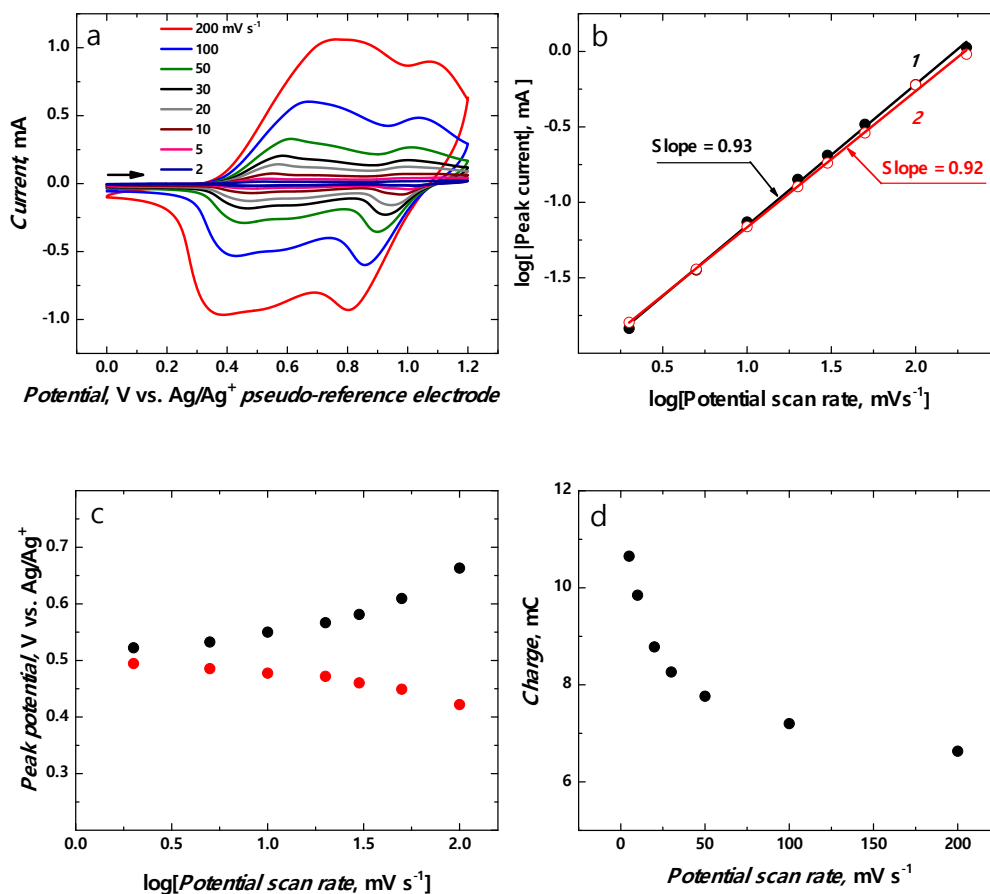 a
200 mV s⁻¹
100
50
30
20
10
5
2
1.0
0.5
0.0
-0.5
-1.0
Current, mA
0.0 0.2 0.4 0.6 0.8 1.0 1.2
Potential, V vs. Ag/Ag⁺ pseudo-reference electrode
b
1
2
Slope = 0.93
Slope = 0.92
0.0
-0.5
-1.0
-1.5
log[ |Peak current|, mA ]
0.5 1.0 1.5 2.0
log[Potential scan rate, mVs⁻¹]
c
0.7
0.6
0.5
0.4
0.3
Peak potential, V vs. Ag/Ag⁺
0.0 0.5 1.0 1.5 2.0
log[Potential scan rate, mV s⁻¹]
d
12
10
8
6
Charge, mC
0 25 50 75 100 125 150 175 200
Potential scan rate, mV s⁻¹